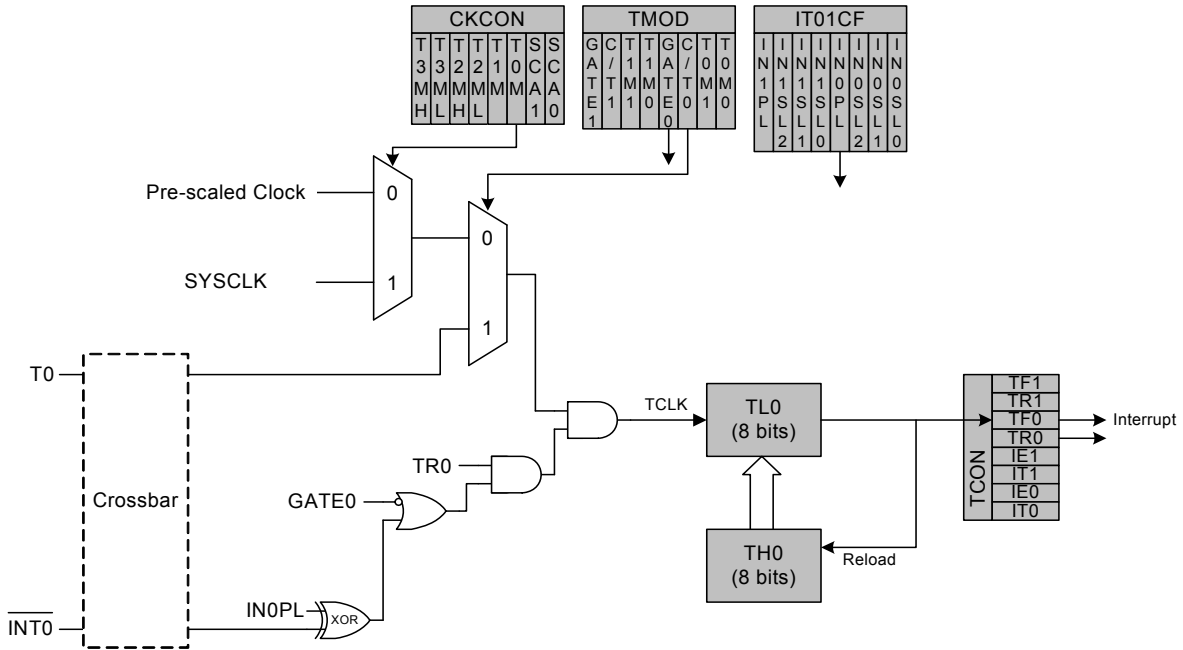 CKCON
T3MH
T3ML
T2MH
T2ML
T1M
T0M
SCA1
SCA0
TMOD
GATE1
C/T1
T1M1
T1M0
GATE0
C/T0
T0M1
T0M0
IT01CF
IN1PL
IN1SL2
IN1SL1
IN1SL0
IN0PL
IN0SL2
IN0SL1
IN0SL0
Pre-scaled Clock
0
SYSCLK
1
0
1
T0
Crossbar
INT0
TR0
GATE0
IN0PL
XOR
TCLK
TL0
(8 bits)
TH0
(8 bits)
Reload
TCON
TF1
TR1
TF0
TR0
IE1
IT1
IE0
IT0
Interrupt